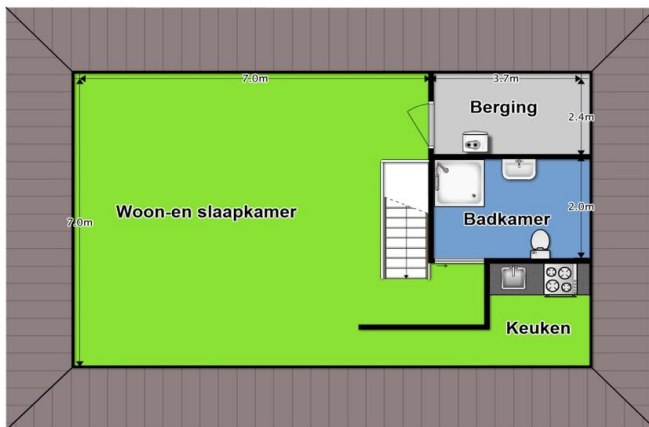 7.0m
3.7m
Berging
2.4m
Woon-en slaapkamer
7.0m
Badkamer
2.0m
Keuken